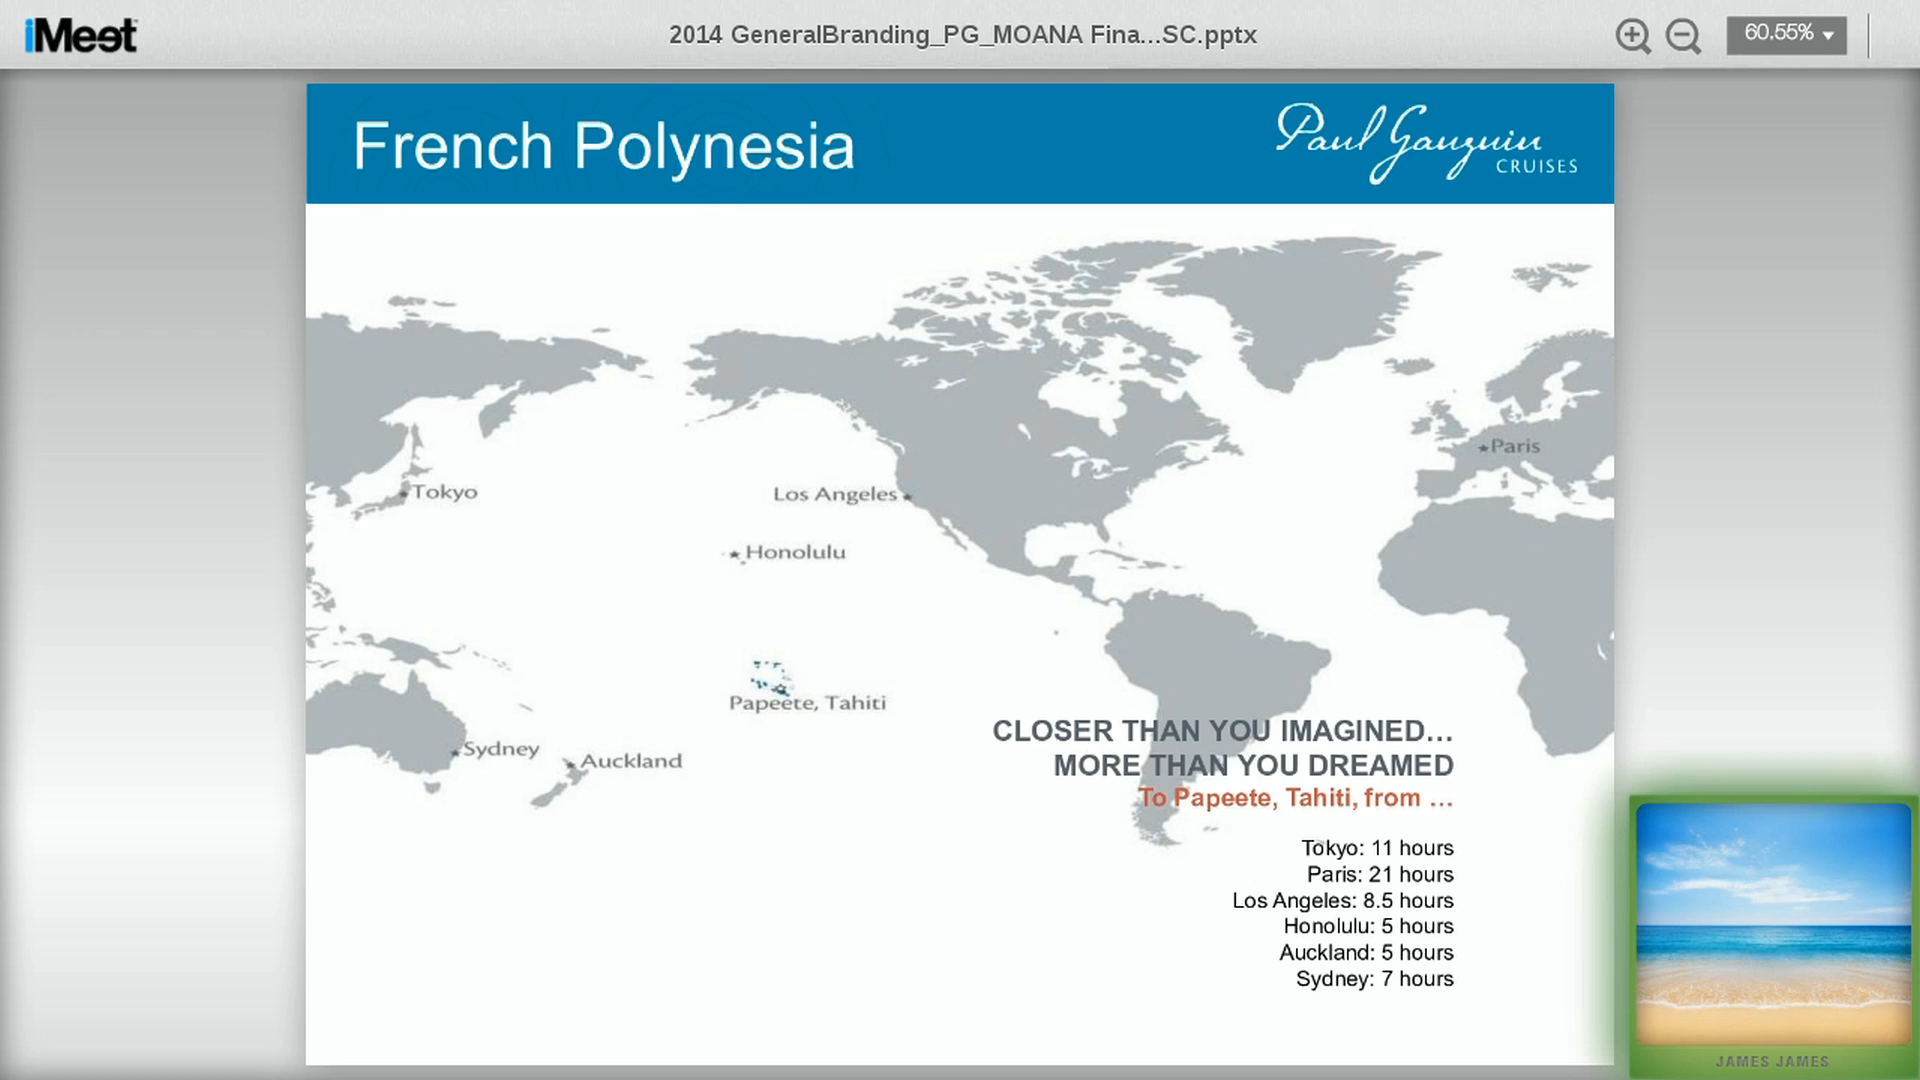 iMeet
2014 GeneralBranding_PG_MOANA Fina...SC.pptx
60.55%
French Polynesia
Paul Gauguin
CRUISES
Paris
Tokyo
Los Angeles
Honolulu
Papeete, Tahiti
Sydney
Auckland
CLOSER THAN YOU IMAGINED...
MORE THAN YOU DREAMED
To Papeete, Tahiti, from ...
Tokyo: 11 hours
Paris: 21 hours
Los Angeles: 8.5 hours
Honolulu: 5 hours
Auckland: 5 hours
Sydney: 7 hours
JAMES JAMES